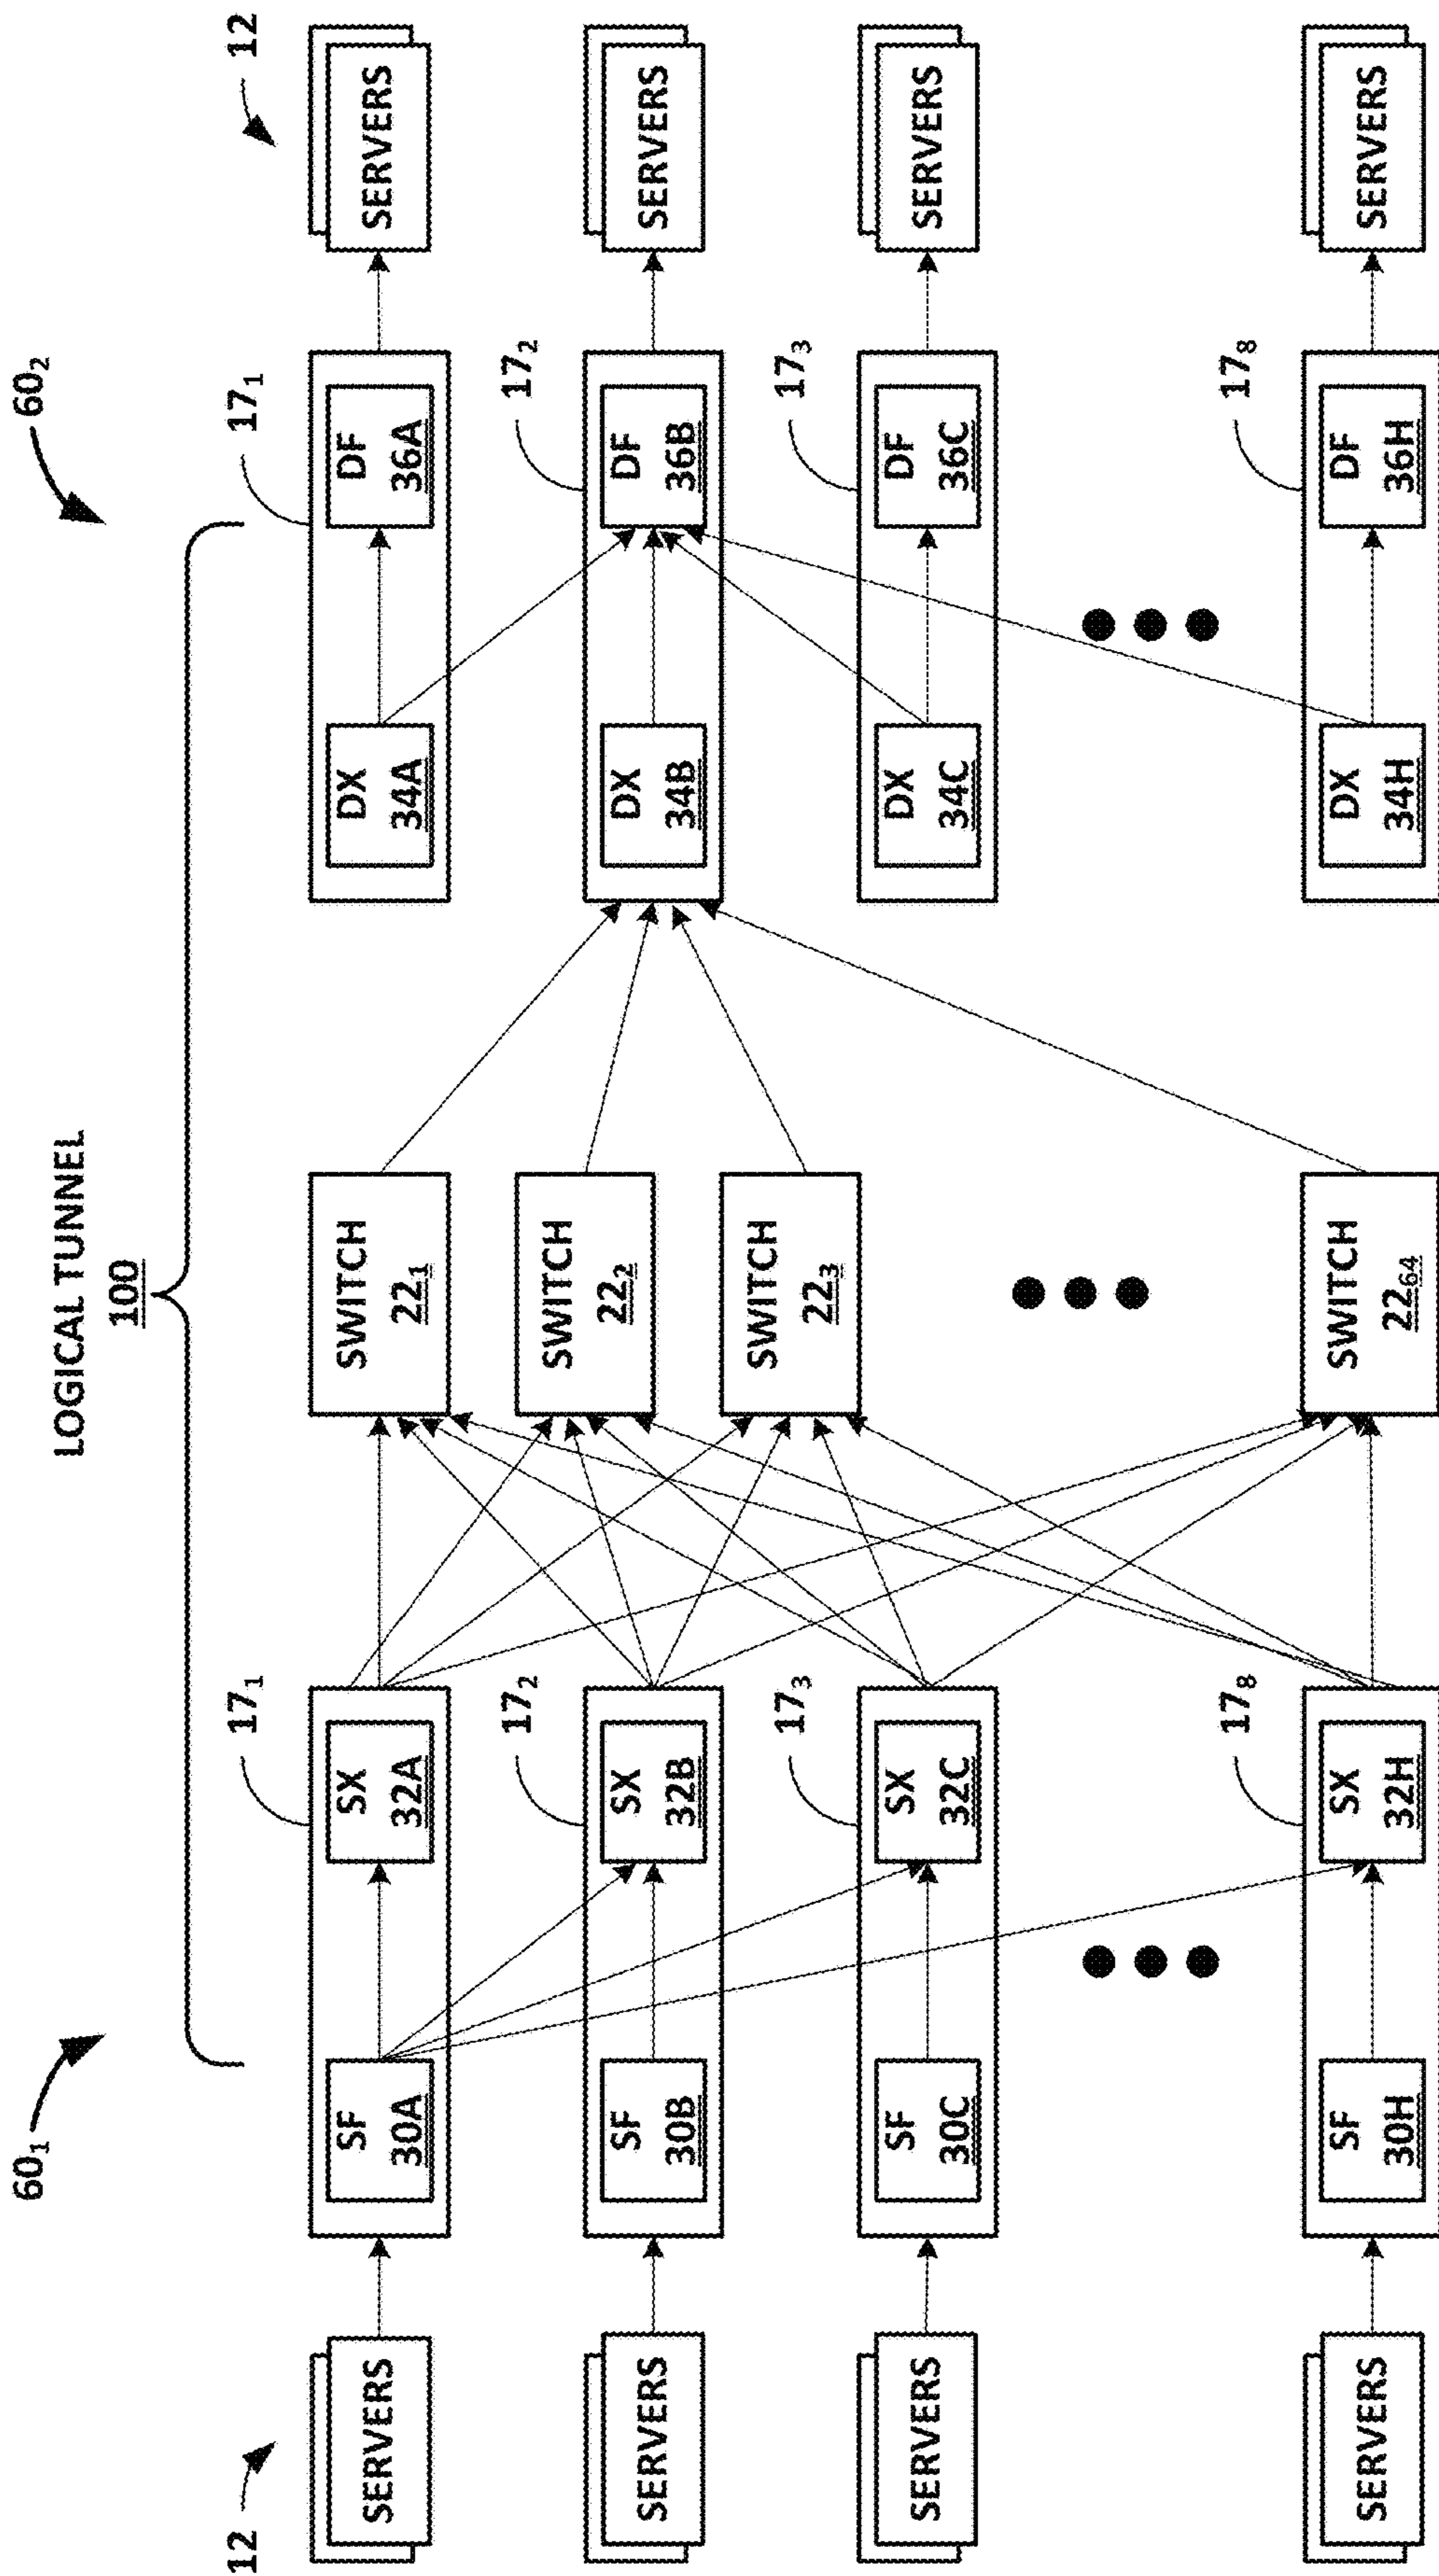 LOGICAL TUNNEL
100
60₁
60₂
12
12
17₁
17₁
SERVERS
SF
30A
SX
32A
SWITCH
22₁
DX
34A
DF
36A
SERVERS
17₂
17₂
SERVERS
SF
30B
SX
32B
SWITCH
22₂
DX
34B
DF
36B
SERVERS
17₃
17₃
SERVERS
SF
30C
SX
32C
SWITCH
22₃
DX
34C
DF
36C
SERVERS
17₈
17₈
SERVERS
SF
30H
SX
32H
SWITCH
22₆₄
DX
34H
DF
36H
SERVERS